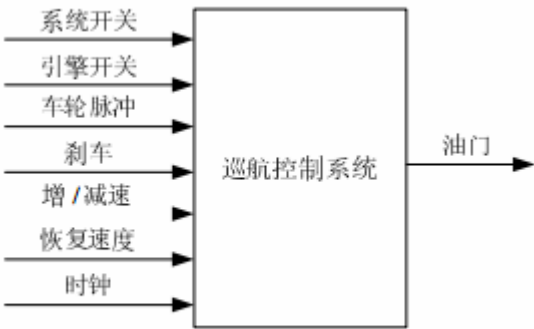 系统开关
引擎开关
车轮脉冲
刹车
增/减速
恢复速度
时钟
巡航控制系统
油门